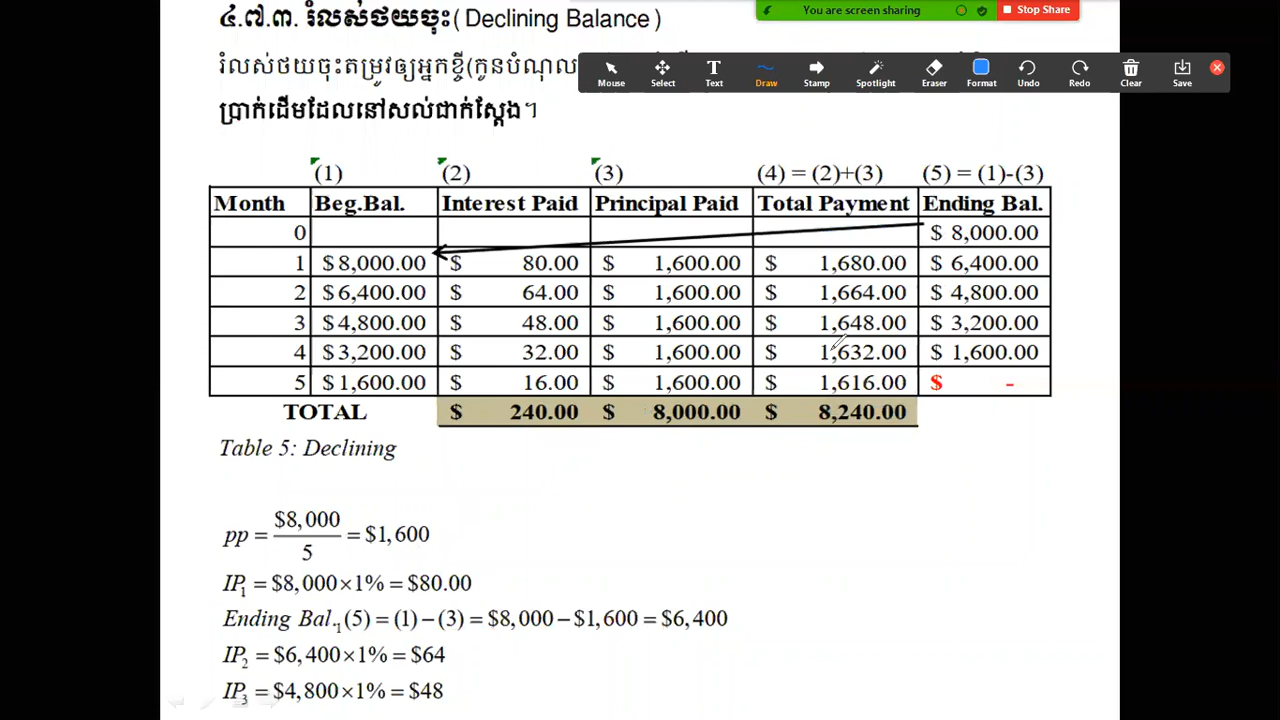 ៤.៧.៣. រំលស់ថយចុះ( Declining Balance )
You are screen sharing
Stop Share
រំលស់ថយចុះតម្រូវឲ្យអ្នកខ្ចី(កូនបំណុល
Mouse Select Text Draw Stamp Spotlight Eraser Format Undo Redo Clear Save
ប្រាក់ដើមដែលនៅសល់ជាក់ស្តែង។
(1) (2) (3) (4) = (2)+(3) (5) = (1)-(3)
Month Beg.Bal. Interest Paid Principal Paid Total Payment Ending Bal.
0 $ 8,000.00
1 $ 8,000.00 $ 80.00 $ 1,600.00 $ 1,680.00 $ 6,400.00
2 $ 6,400.00 $ 64.00 $ 1,600.00 $ 1,664.00 $ 4,800.00
3 $ 4,800.00 $ 48.00 $ 1,600.00 $ 1,648.00 $ 3,200.00
4 $ 3,200.00 $ 32.00 $ 1,600.00 $ 1,632.00 $ 1,600.00
5 $ 1,600.00 $ 16.00 $ 1,600.00 $ 1,616.00 $ -
TOTAL $ 240.00 $ 8,000.00 $ 8,240.00
Table 5: Declining
pp = $8,000 / 5 = $1,600
IP₁ = $8,000×1% = $80.00
Ending Bal.₁(5) = (1) − (3) = $8,000 − $1,600 = $6,400
IP₂ = $6,400×1% = $64
IP₃ = $4,800×1% = $48